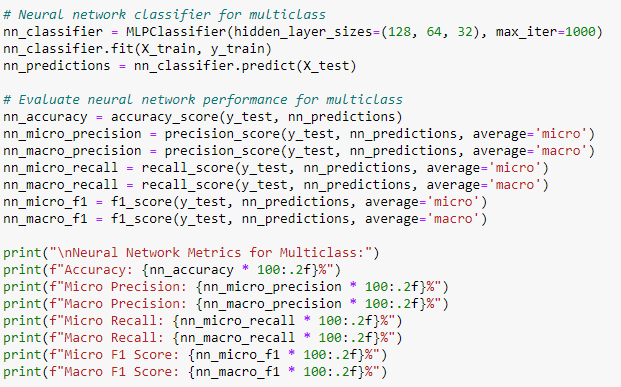 # Neural network classifier for multiclass
nn_classifier = MLPClassifier(hidden_layer_sizes=(128, 64, 32), max_iter=1000)
nn_classifier.fit(X_train, y_train)
nn_predictions = nn_classifier.predict(X_test)

# Evaluate neural network performance for multiclass
nn_accuracy = accuracy_score(y_test, nn_predictions)
nn_micro_precision = precision_score(y_test, nn_predictions, average='micro')
nn_macro_precision = precision_score(y_test, nn_predictions, average='macro')
nn_micro_recall = recall_score(y_test, nn_predictions, average='micro')
nn_macro_recall = recall_score(y_test, nn_predictions, average='macro')
nn_micro_f1 = f1_score(y_test, nn_predictions, average='micro')
nn_macro_f1 = f1_score(y_test, nn_predictions, average='macro')

print("\nNeural Network Metrics for Multiclass:")
print(f"Accuracy: {nn_accuracy * 100:.2f}%")
print(f"Micro Precision: {nn_micro_precision * 100:.2f}%")
print(f"Macro Precision: {nn_macro_precision * 100:.2f}%")
print(f"Micro Recall: {nn_micro_recall * 100:.2f}%")
print(f"Macro Recall: {nn_macro_recall * 100:.2f}%")
print(f"Micro F1 Score: {nn_micro_f1 * 100:.2f}%")
print(f"Macro F1 Score: {nn_macro_f1 * 100:.2f}%")